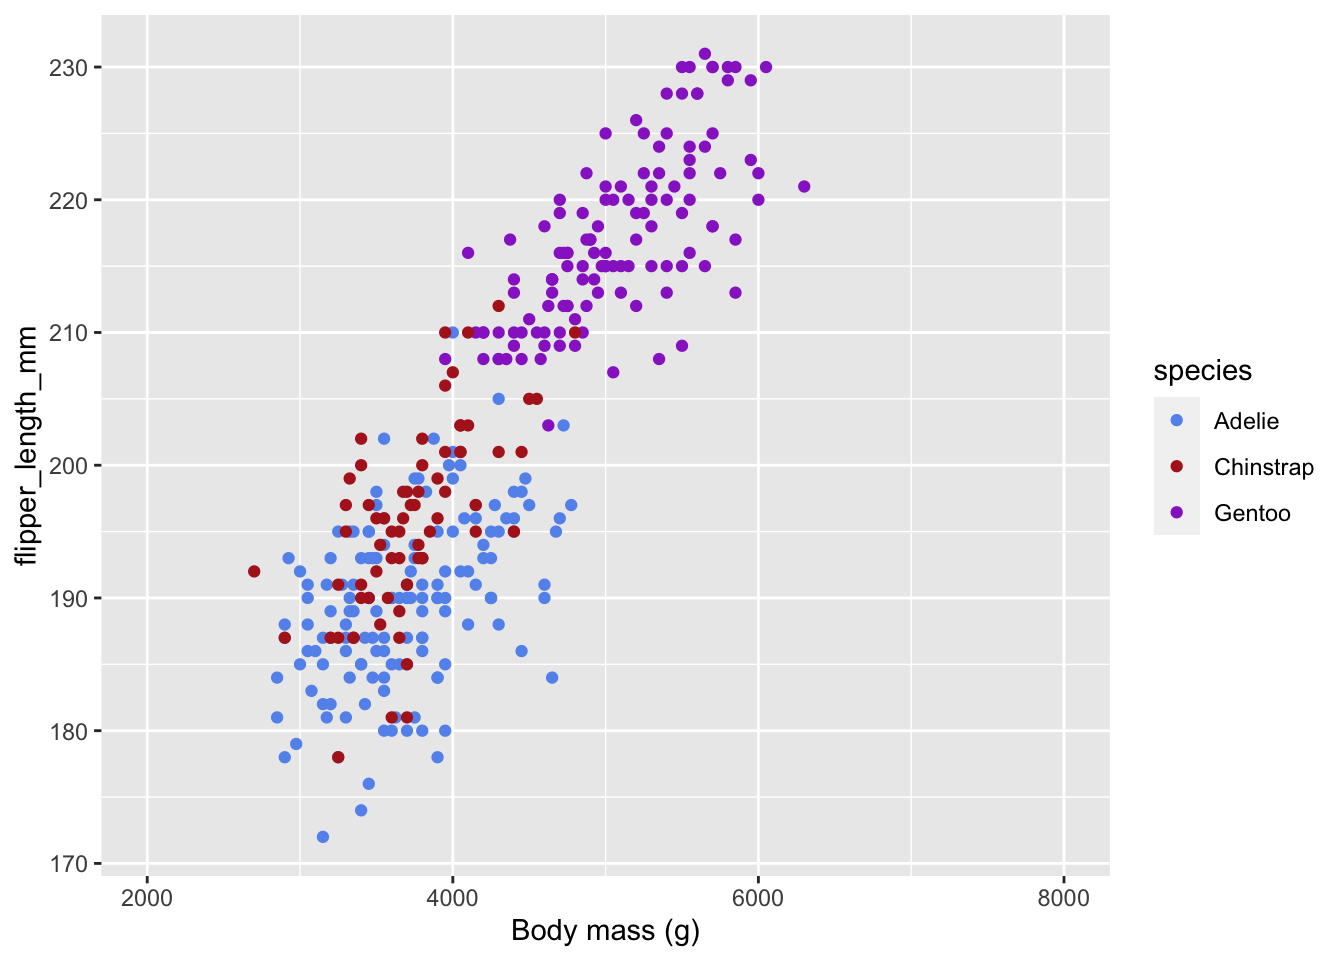 230
220
210
200
190
180
170
flipper_length_mm
2000
4000
6000
8000
Body mass (g)
species
Adelie
Chinstrap
Gentoo